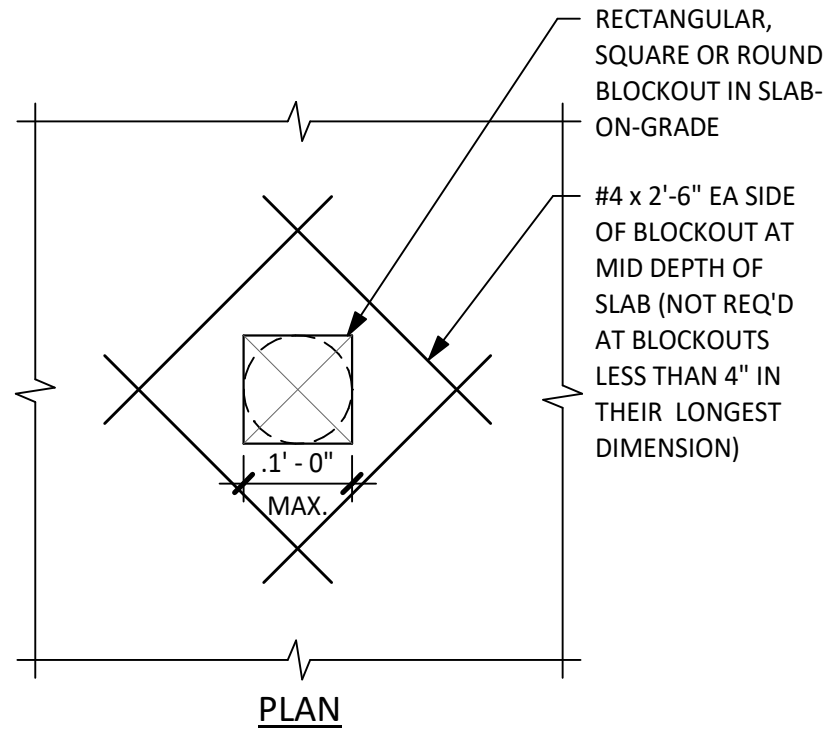 RECTANGULAR,
SQUARE OR ROUND
BLOCKOUT IN SLAB-
ON-GRADE
#4 x 2'-6" EA SIDE
OF BLOCKOUT AT
MID DEPTH OF
SLAB (NOT REQ'D
AT BLOCKOUTS
LESS THAN 4" IN
THEIR LONGEST
DIMENSION)
.1' - 0"
MAX.
PLAN